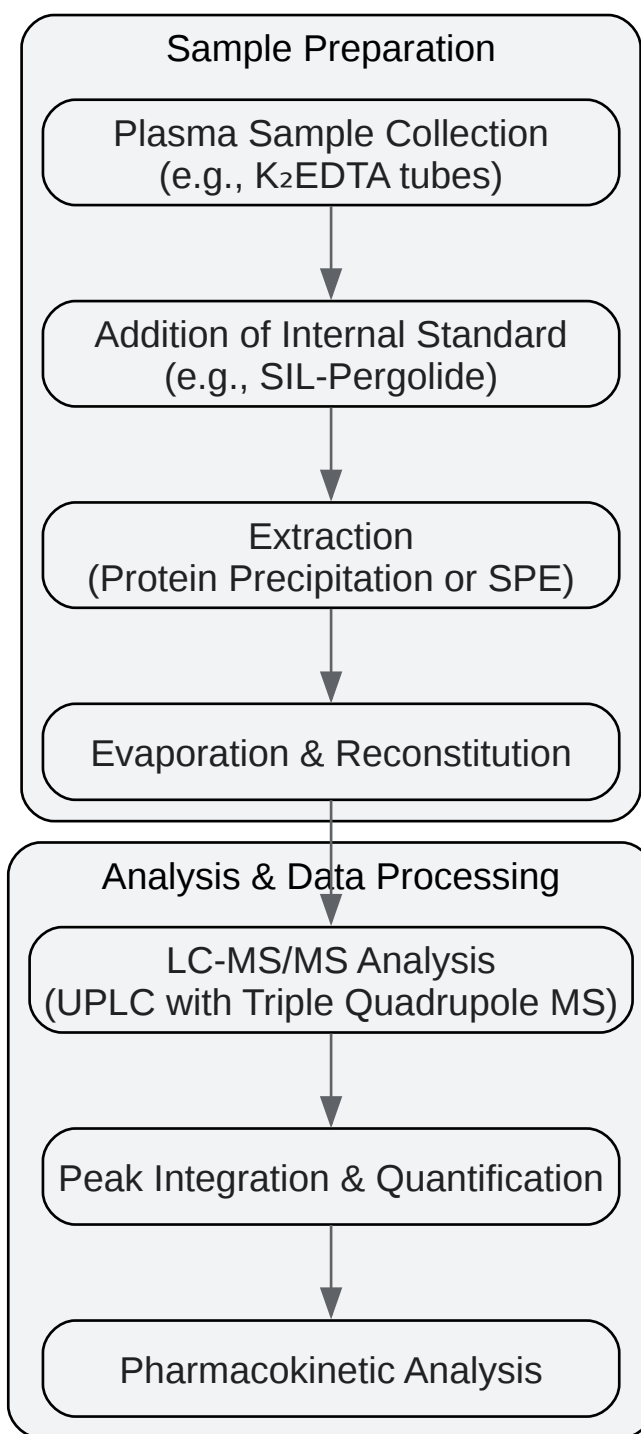 Sample Preparation
Plasma Sample Collection
(e.g., K₂EDTA tubes)
Addition of Internal Standard
(e.g., SIL-Pergolide)
Extraction
(Protein Precipitation or SPE)
Evaporation & Reconstitution
Analysis & Data Processing
LC-MS/MS Analysis
(UPLC with Triple Quadrupole MS)
Peak Integration & Quantification
Pharmacokinetic Analysis